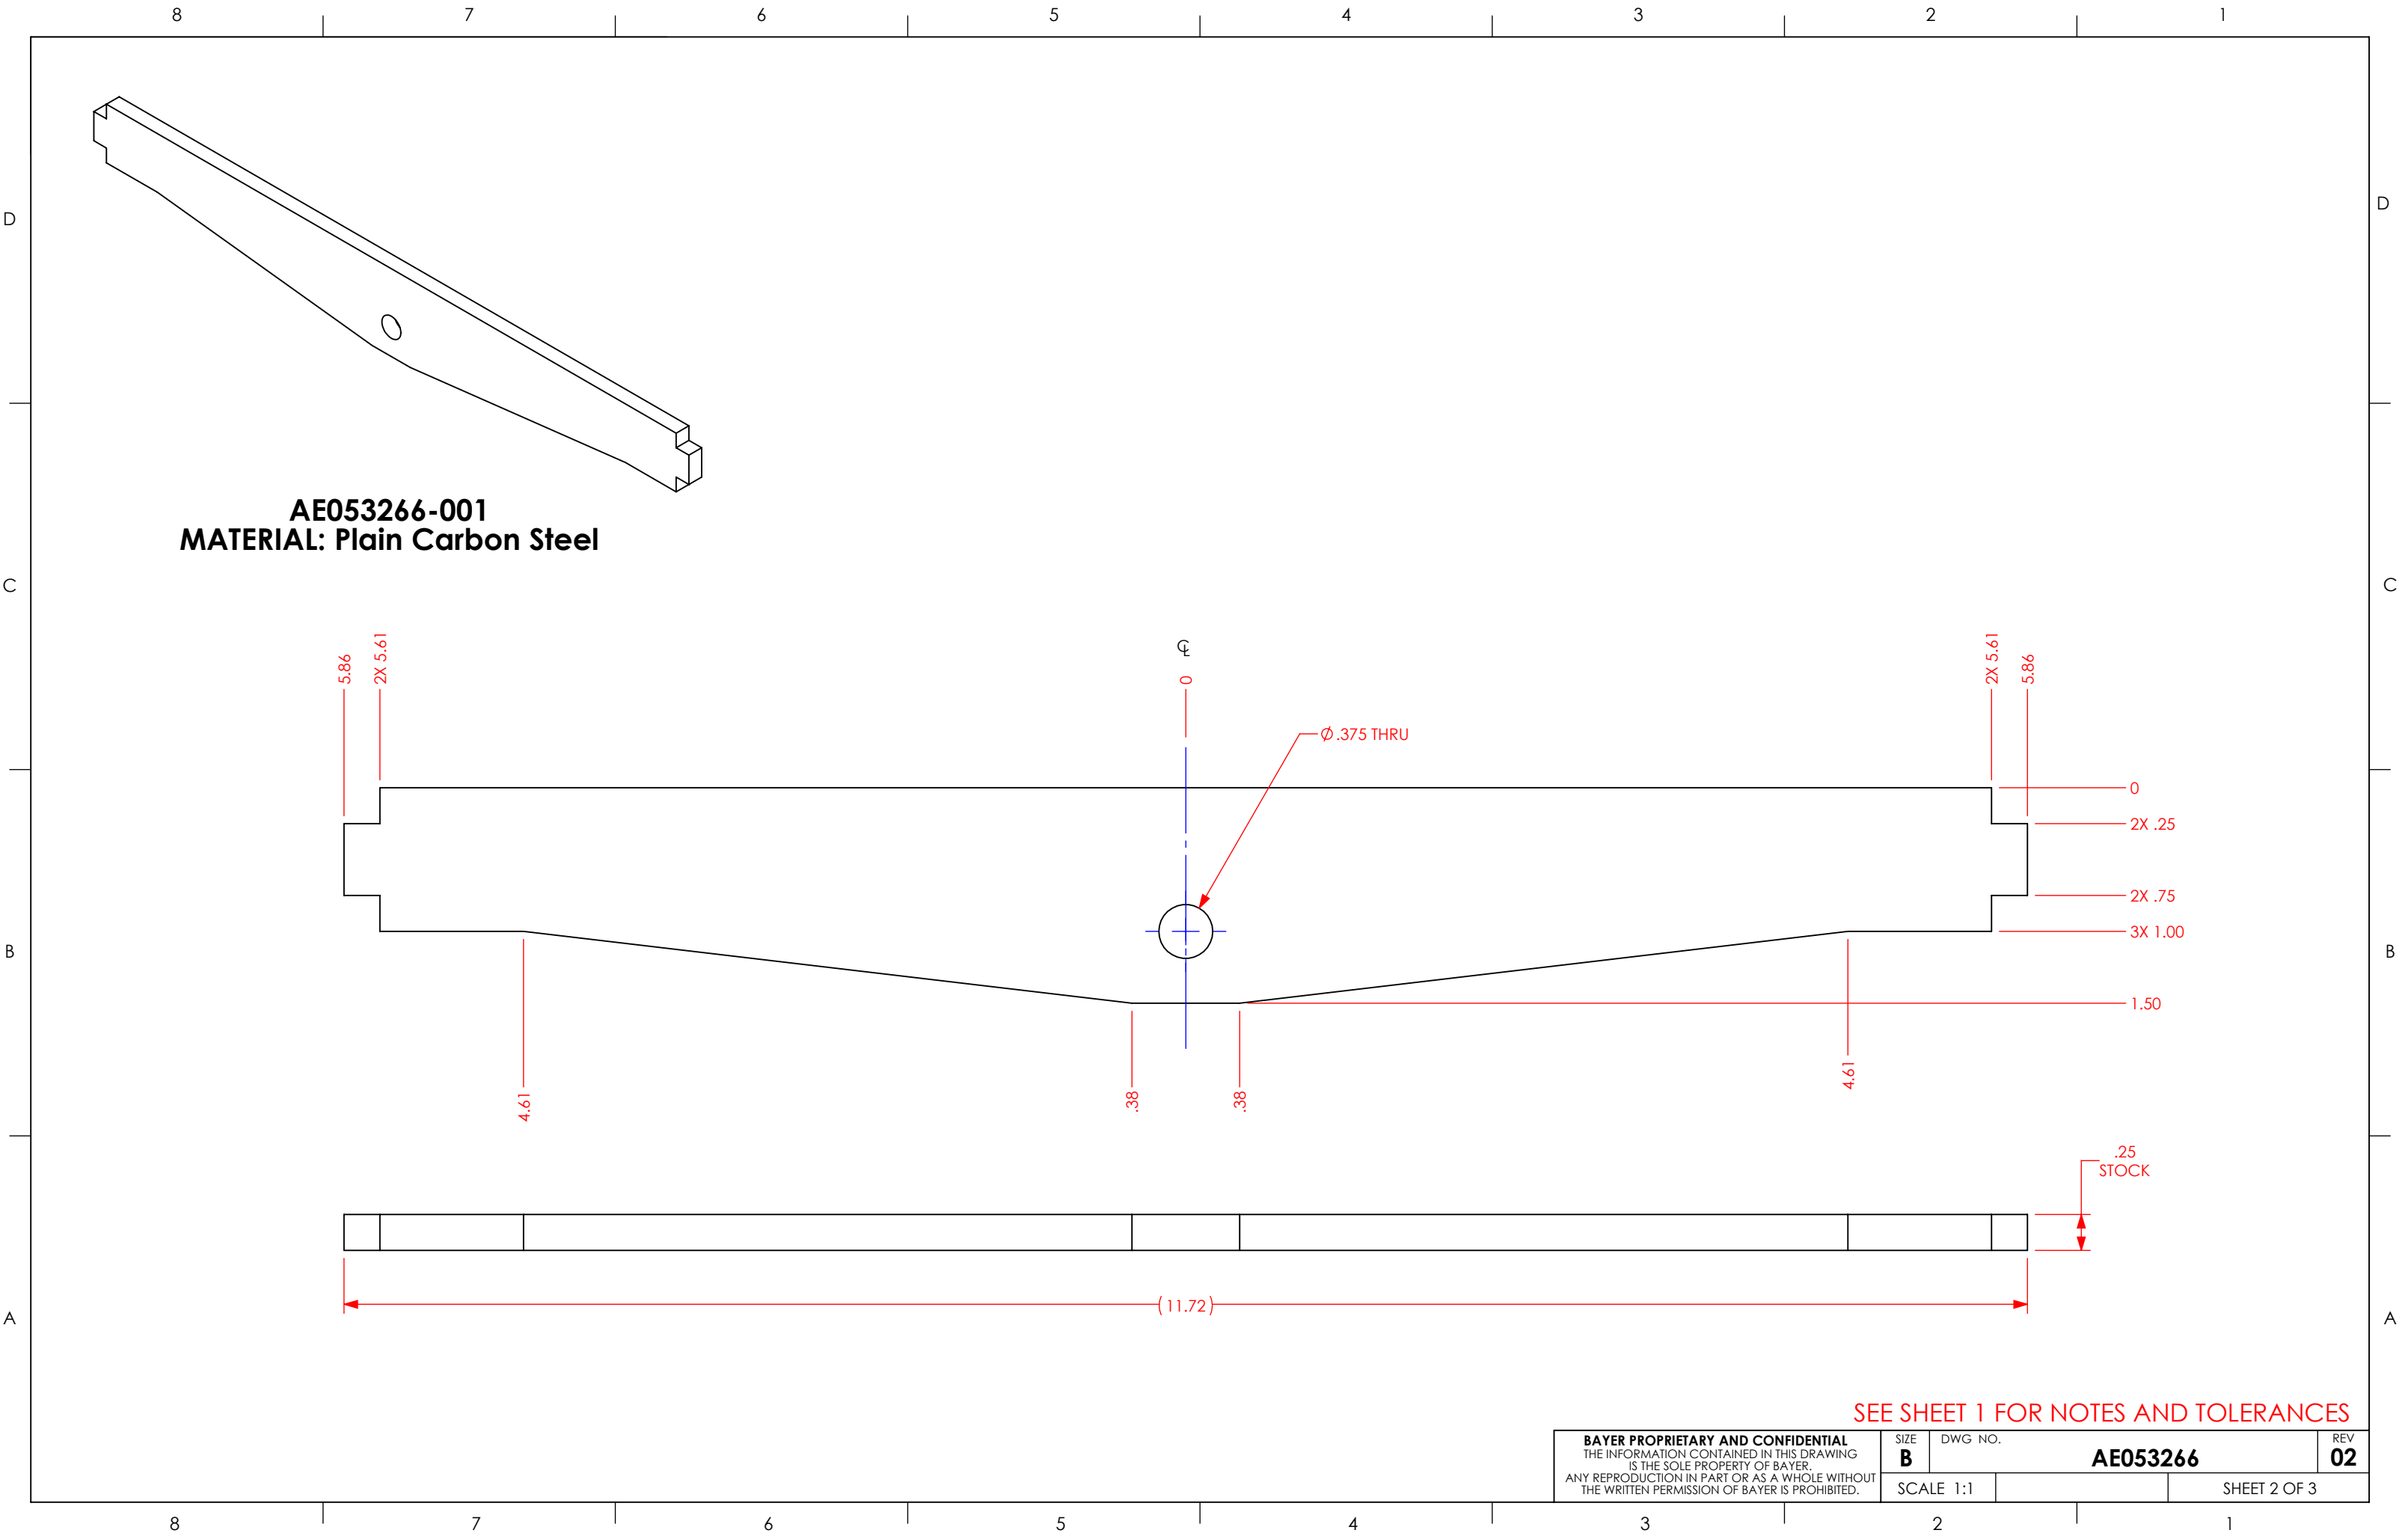 8 7 6 5 4 3 2 1
D D
AE053266-001
MATERIAL: Plain Carbon Steel
C C
5.86
2X 5.61
℄
0
2X 5.61
5.86
Ø.375 THRU
0
2X .25
2X .75
3X 1.00
1.50
B B
4.61
.38
.38
4.61
.25
STOCK
(11.72)
A A
SEE SHEET 1 FOR NOTES AND TOLERANCES
BAYER PROPRIETARY AND CONFIDENTIAL
THE INFORMATION CONTAINED IN THIS DRAWING
IS THE SOLE PROPERTY OF BAYER.
ANY REPRODUCTION IN PART OR AS A WHOLE WITHOUT
THE WRITTEN PERMISSION OF BAYER IS PROHIBITED.
SIZE
B
DWG NO.
AE053266
REV
02
SCALE 1:1
SHEET 2 OF 3
8 7 6 5 4 3 2 1